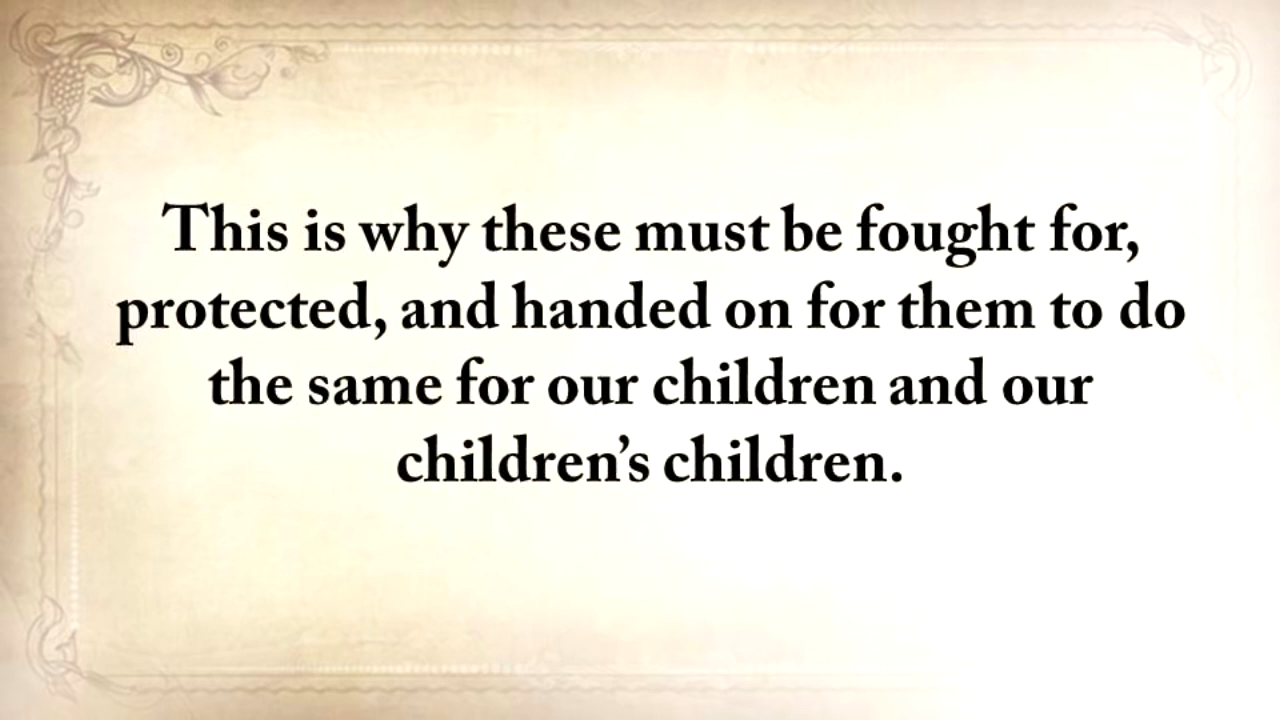 This is why these must be fought for,
protected, and handed on for them to do
the same for our children and our
children’s children.